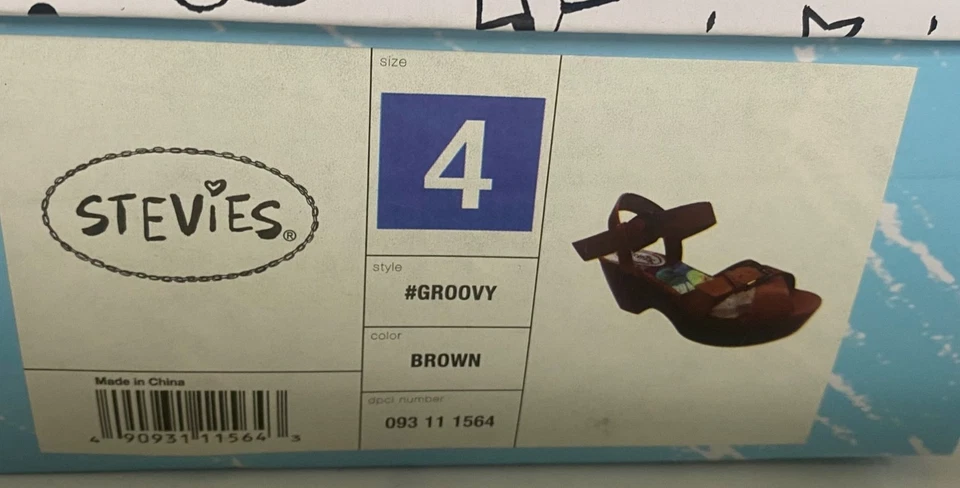 STEVIES®
Made in China
4 90931 11564 3
size
4
style
#GROOVY
color
BROWN
dpci number
093 11 1564